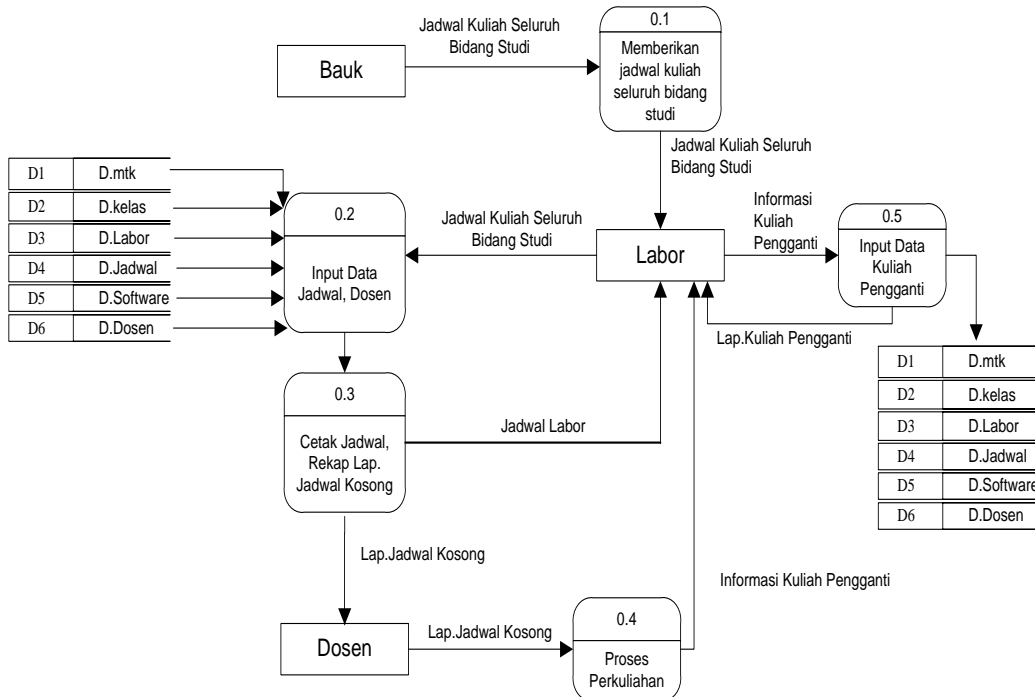 Jadwal Kuliah Seluruh
Bidang Studi
Bauk
0.1
Memberikan
jadwal kuliah
seluruh bidang
studi
Jadwal Kuliah Seluruh
Bidang Studi
D1 D.mtk
D2 D.kelas
D3 D.Labor
D4 D.Jadwal
D5 D.Software
D6 D.Dosen
0.2
Input Data
Jadwal, Dosen
Jadwal Kuliah Seluruh
Bidang Studi
Labor
Informasi
Kuliah
Pengganti
0.5
Input Data
Kuliah
Pengganti
Lap.Kuliah Pengganti
D1 D.mtk
D2 D.kelas
D3 D.Labor
D4 D.Jadwal
D5 D.Software
D6 D.Dosen
0.3
Cetak Jadwal,
Rekap Lap.
Jadwal Kosong
Jadwal Labor
Lap.Jadwal Kosong
Informasi Kuliah Pengganti
Dosen
Lap.Jadwal Kosong
0.4
Proses
Perkuliahan